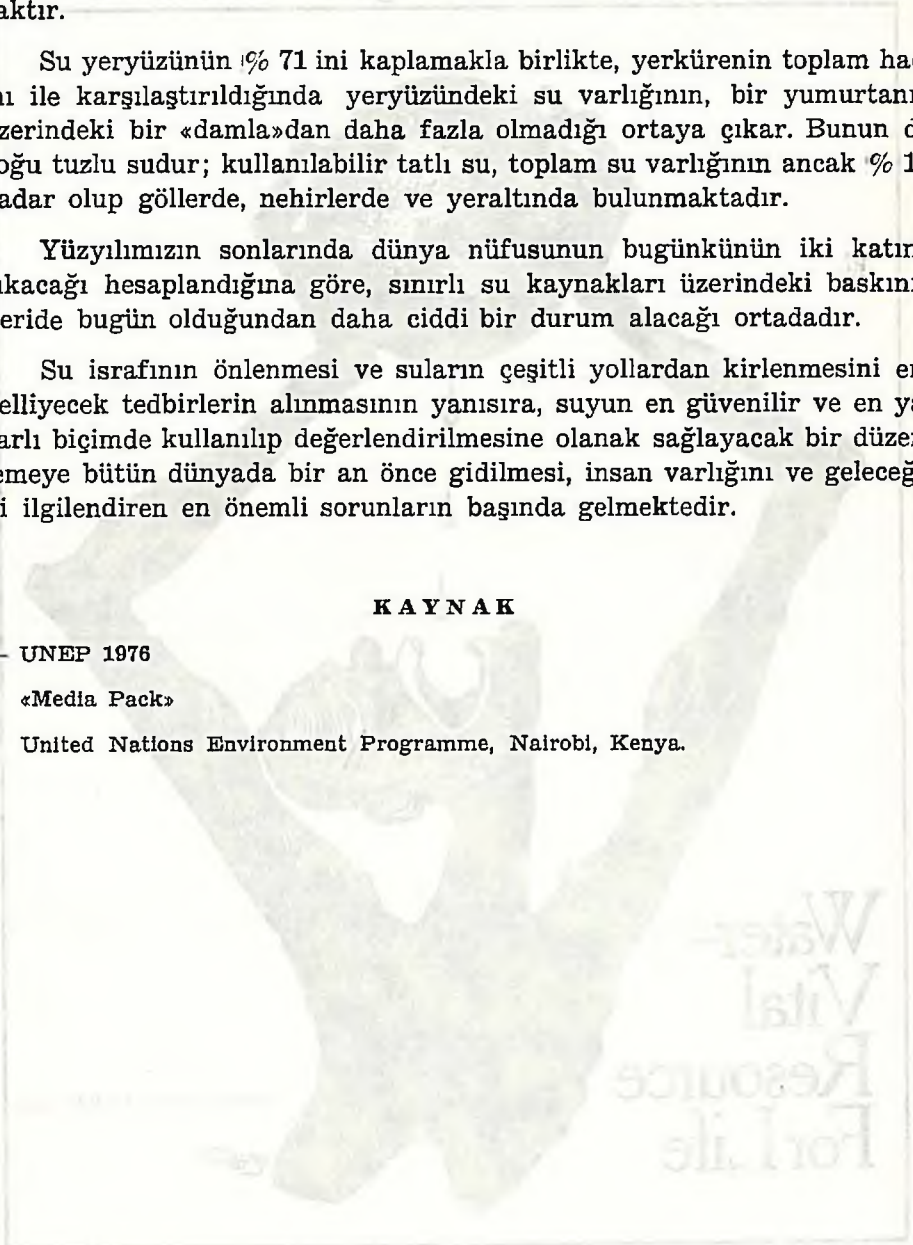 aktır.
Su yeryüzünün % 71 ini kaplamakla birlikte, yerkürenin toplam ha
ı ile karşılaştırıldığında yeryüzündeki su varlığının, bir yumurtanı
zerindeki bir «damla»dan daha fazla olmadığı ortaya çıkar. Bunun d
oğu tuzlu sudur; kullanılabilir tatlı su, toplam su varlığının ancak % 1
adar olup göllerde, nehirlerde ve yeraltında bulunmaktadır.
Yüzyılımızın sonlarında dünya nüfusunun bugünkünün iki katın
ıkacağı hesaplandığına göre, sınırlı su kaynakları üzerindeki baskını
eride bugün olduğundan daha ciddi bir durum alacağı ortadadır.
Su israfının önlenmesi ve suların çeşitli yollardan kirlenmesini en
elliyecek tedbirlerin alınmasının yanısıra, suyun en güvenilir ve en ya
arlı biçimde kullanılıp değerlendirilmesine olanak sağlayacak bir düzen
emeye bütün dünyada bir an önce gidilmesi, insan varlığını ve geleceğ
i ilgilendiren en önemli sorunların başında gelmektedir.
KAYNAK
- UNEP 1976
«Media Pack»
United Nations Environment Programme, Nairobi, Kenya.
Water-
Vital
Resource
For Life